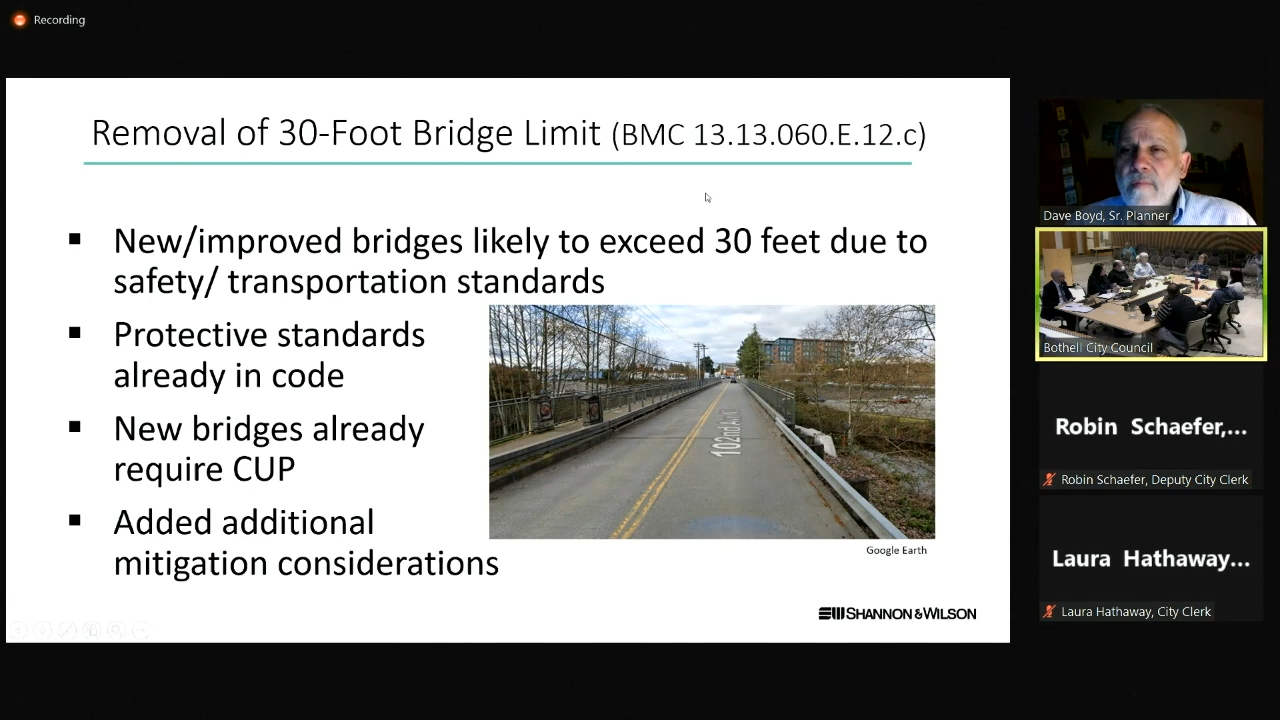 Recording
Removal of 30-Foot Bridge Limit (BMC 13.13.060.E.12.c)
New/improved bridges likely to exceed 30 feet due to
safety/ transportation standards
Protective standards
already in code
New bridges already
require CUP
Added additional
mitigation considerations
102nd Av N
Google Earth
SHANNON & WILSON
Dave Boyd, Sr. Planner
Bothell City Council
Robin Schaefer,...
Robin Schaefer, Deputy City Clerk
Laura Hathaway...
Laura Hathaway, City Clerk